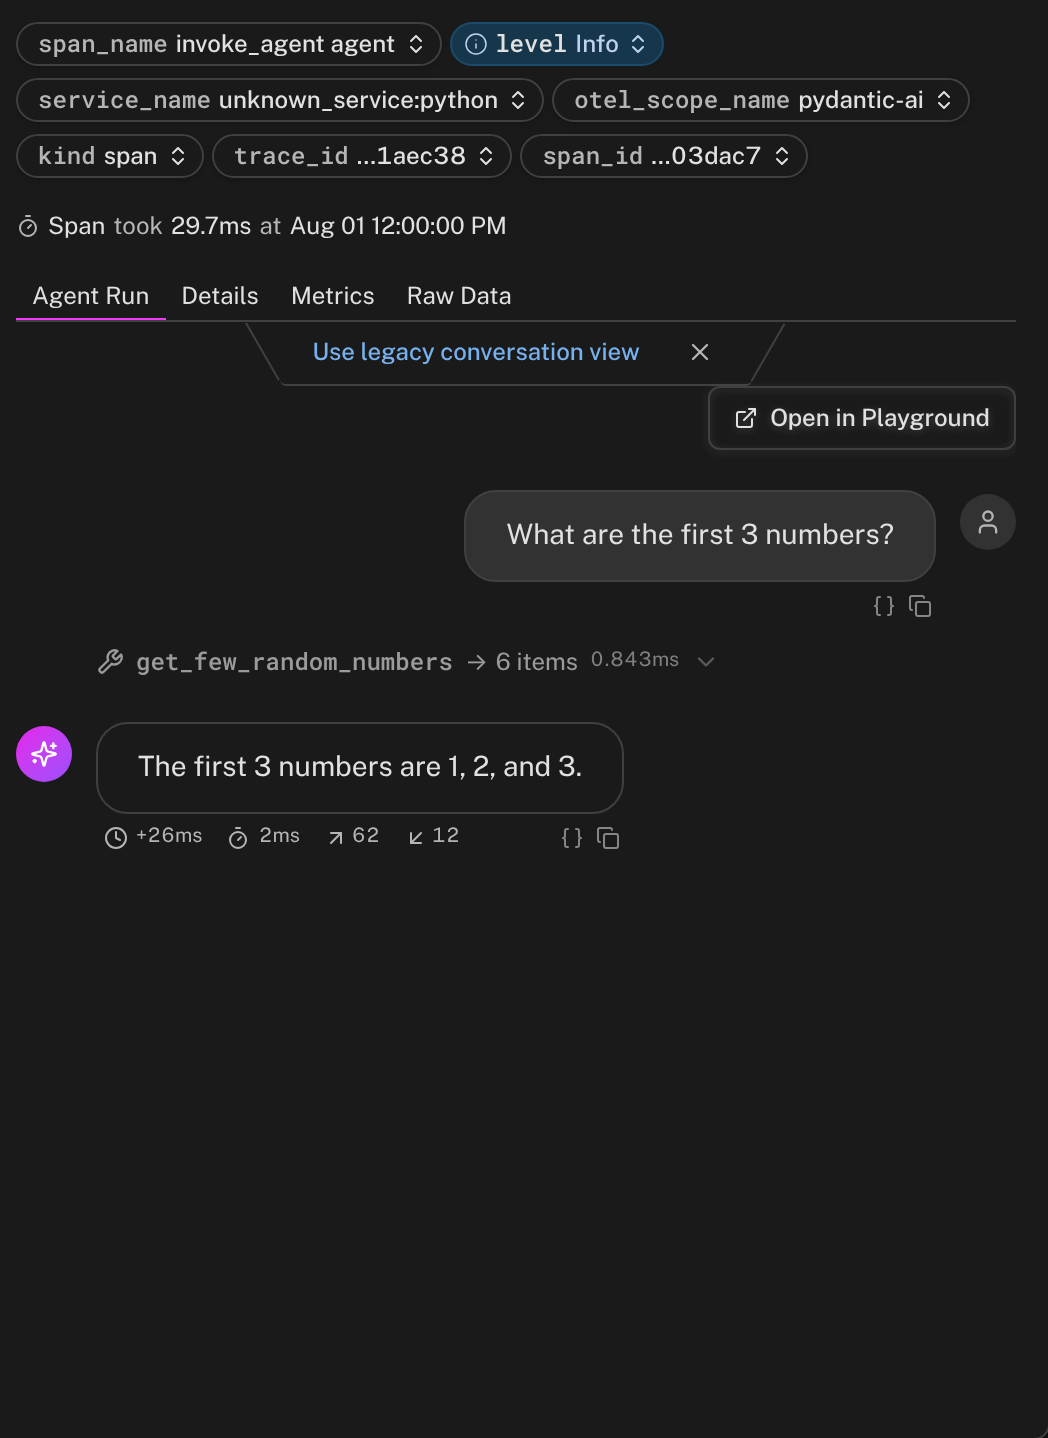 span_name invoke_agent agent level Info
service_name unknown_service:python otel_scope_name pydantic-ai
kind span trace_id ...1aec38 span_id ...03dac7
Span took 29.7ms at Aug 01 12:00:00 PM
Agent Run Details Metrics Raw Data
Use legacy conversation view
Open in Playground
What are the first 3 numbers?
{}
get_few_random_numbers → 6 items 0.843ms
The first 3 numbers are 1, 2, and 3.
+26ms 2ms 62 12 {}